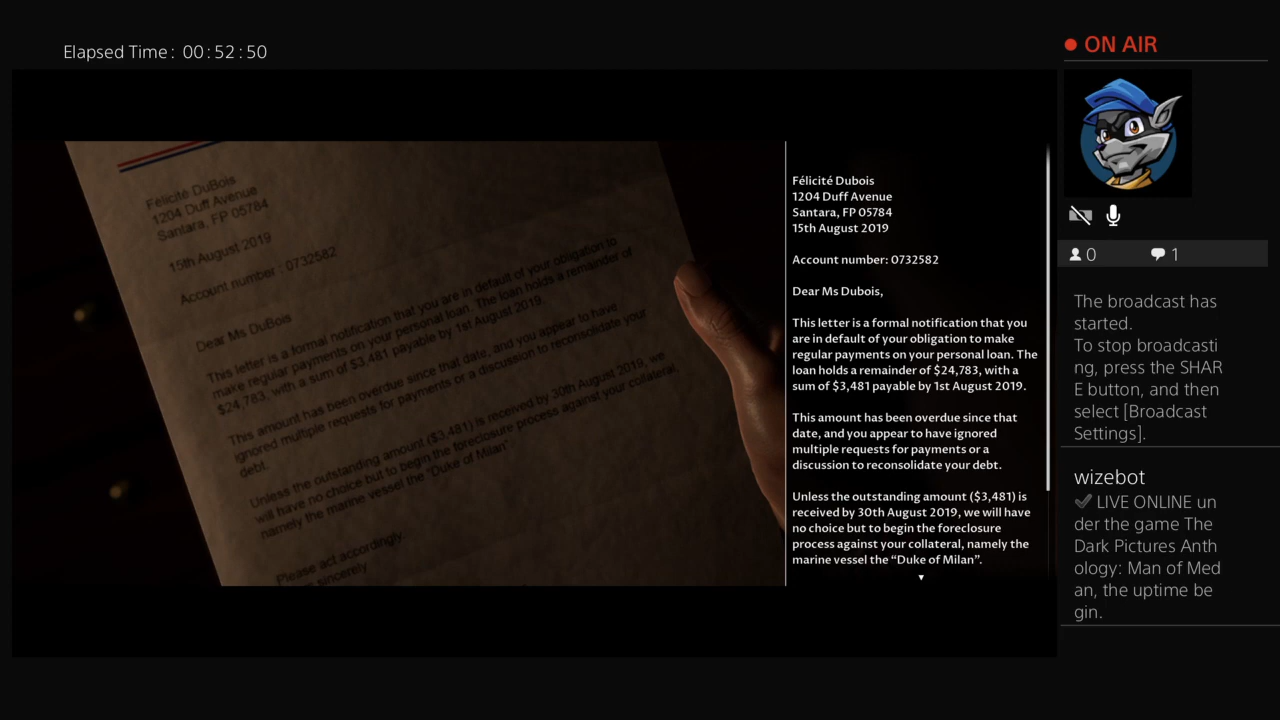 Elapsed Time: 00:52:50
ON AIR
Félicité DuBois
1204 Duff Avenue
Santara, FP 05784
15th August 2019
Account number : 0732582
Dear Ms DuBois
This letter is a formal notification that you are in default of your obligation to
make regular payments on your personal loan. The loan holds a remainder of
$24,783, with a sum of $3,481 payable by 1st August 2019.
This amount has been overdue since that date, and you appear to have
ignored multiple requests for payments or a discussion to reconsolidate your
debt.
Unless the outstanding amount ($3,481) is received by 30th August 2019, we
will have no choice but to begin the foreclosure process against your collateral,
namely the marine vessel the "Duke of Milan".
Please act accordingly.
sincerely
Félicité Dubois
1204 Duff Avenue
Santara, FP 05784
15th August 2019
Account number: 0732582
Dear Ms Dubois,
This letter is a formal notification that you
are in default of your obligation to make
regular payments on your personal loan. The
loan holds a remainder of $24,783, with a
sum of $3,481 payable by 1st August 2019.
This amount has been overdue since that
date, and you appear to have ignored
multiple requests for payments or a
discussion to reconsolidate your debt.
Unless the outstanding amount ($3,481) is
received by 30th August 2019, we will have
no choice but to begin the foreclosure
process against your collateral, namely the
marine vessel the “Duke of Milan”.
0
1
The broadcast has
started.
To stop broadcasti
ng, press the SHAR
E button, and then
select [Broadcast
Settings].
wizebot
LIVE ONLINE un
der the game The
Dark Pictures Anth
ology: Man of Med
an, the uptime be
gin.